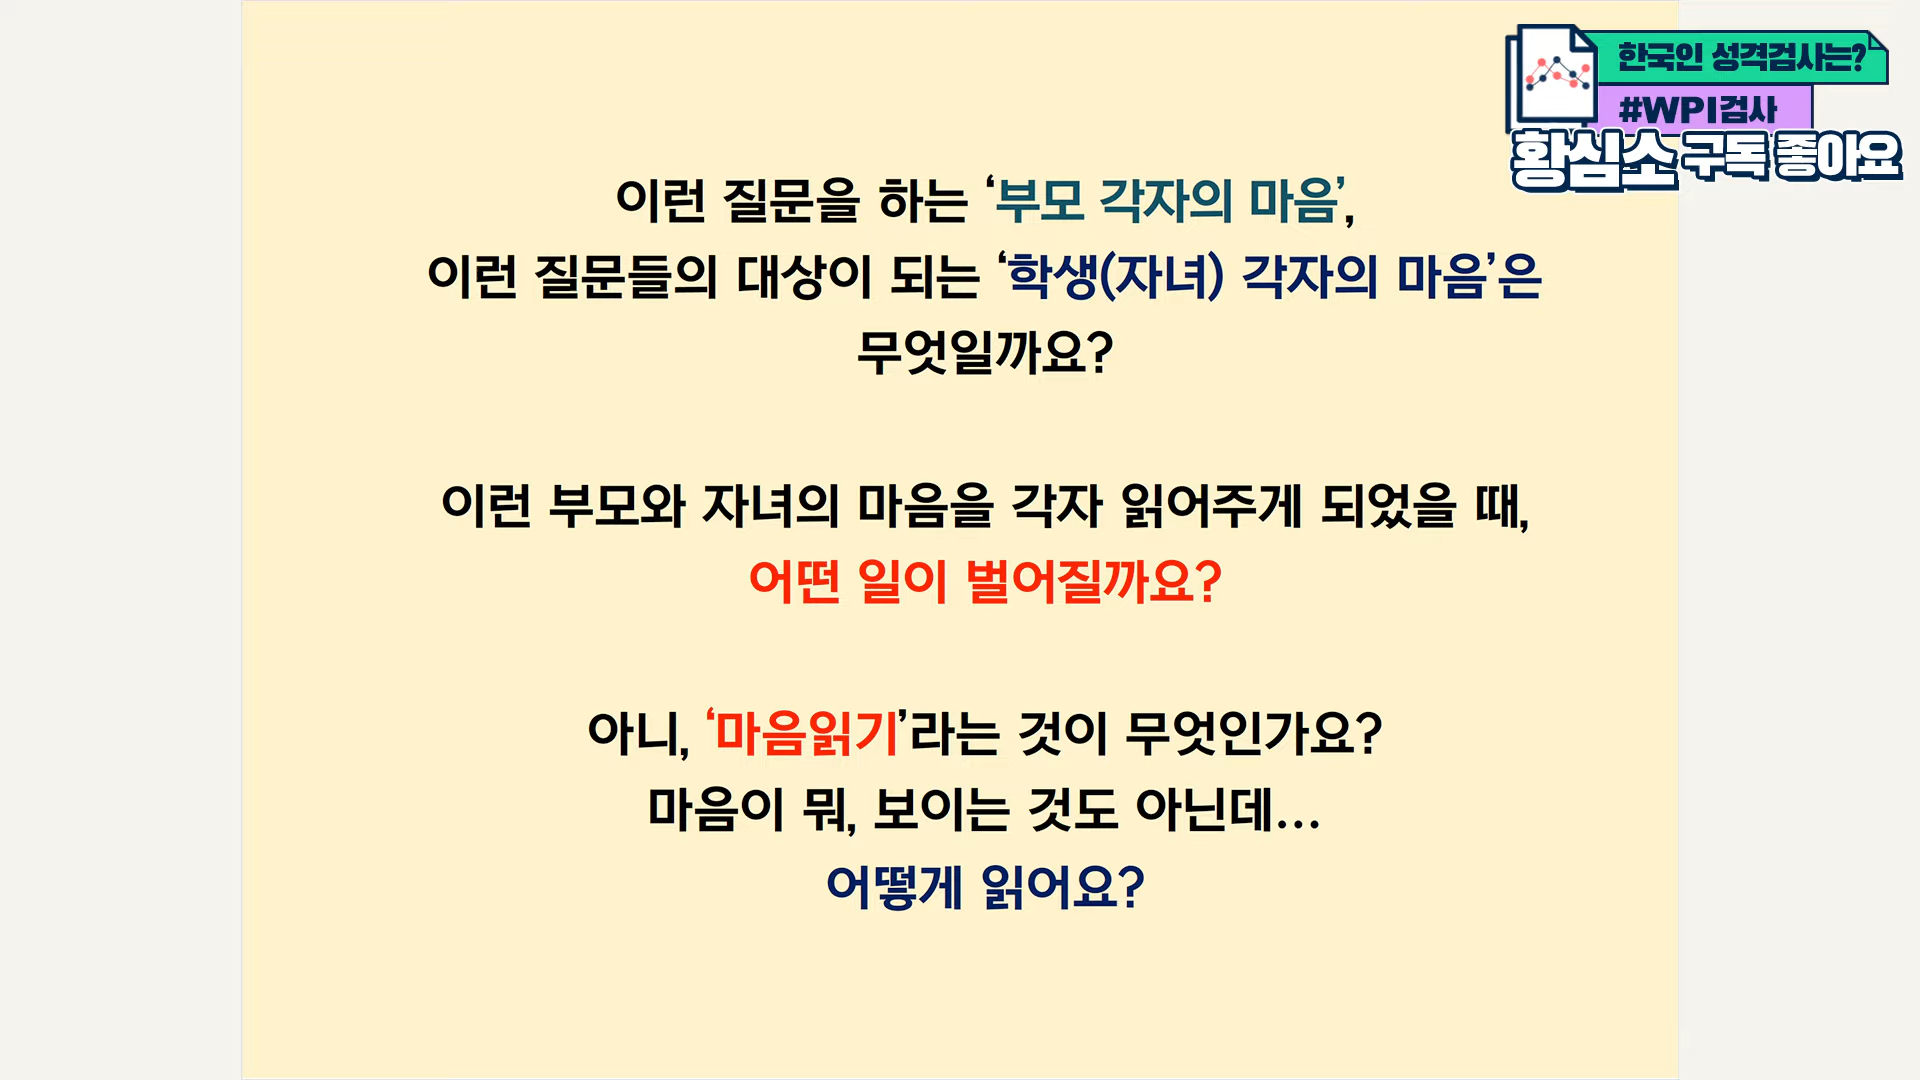 한국인 성격검사는?
#WPI검사
황심소 구독 좋아요
이런 질문을 하는 ‘부모 각자의 마음’,
이런 질문들의 대상이 되는 ‘학생(자녀) 각자의 마음’은
무엇일까요?
이런 부모와 자녀의 마음을 각자 읽어주게 되었을 때,
어떤 일이 벌어질까요?
아니, ‘마음읽기’라는 것이 무엇인가요?
마음이 뭐, 보이는 것도 아닌데...
어떻게 읽어요?